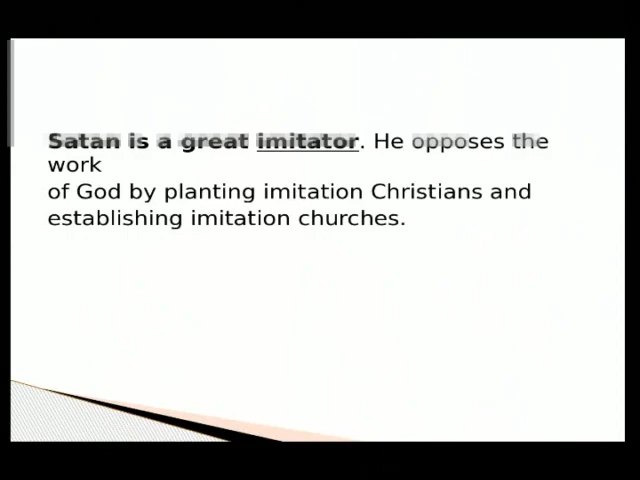 Satan is a great imitator. He opposes the
work
of God by planting imitation Christians and
establishing imitation churches.